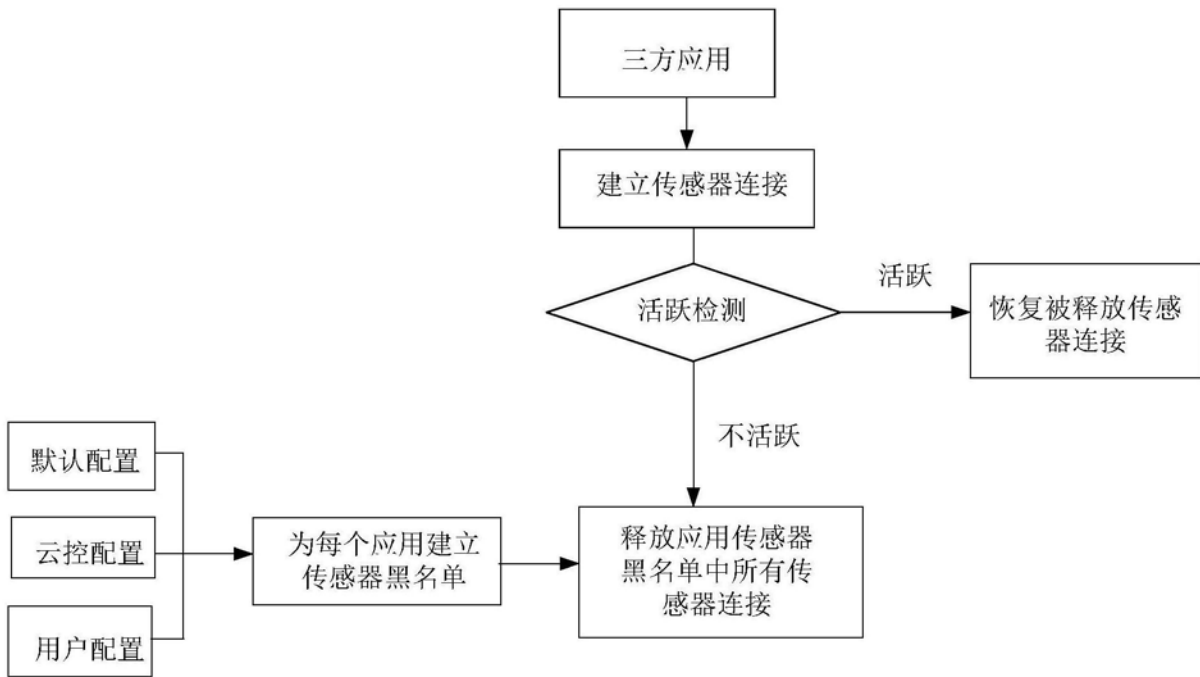 三方应用
建立传感器连接
活跃
活跃检测
恢复被释放传感
器连接
不活跃
默认配置
云控配置
用户配置
为每个应用建立
传感器黑名单
释放应用传感器
黑名单中所有传
感器连接